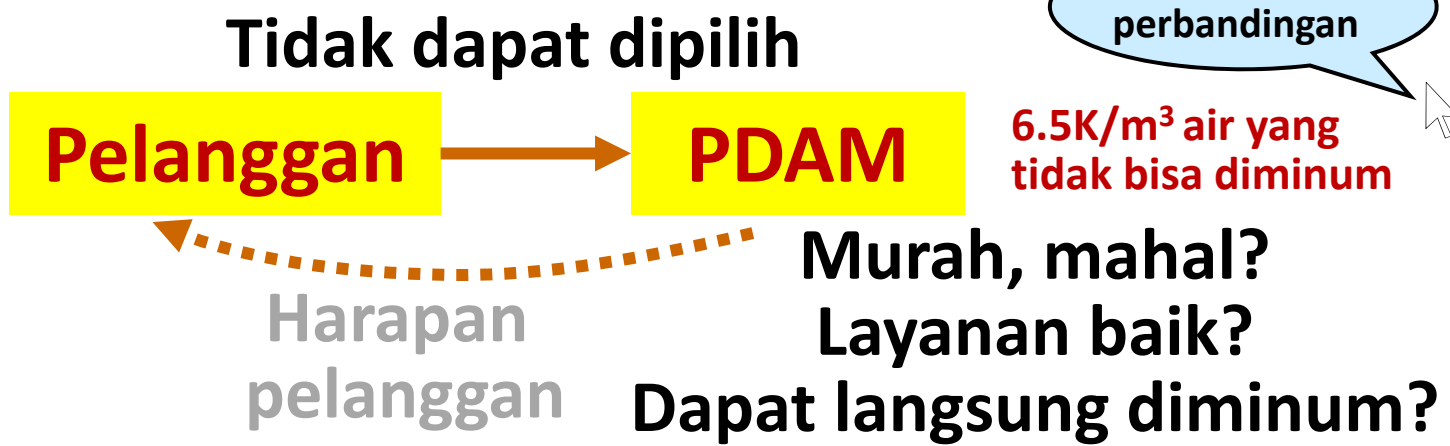 perbandingan
Tidak dapat dipilih
Pelanggan
PDAM
6.5K/m³ air yang
tidak bisa diminum
Harapan
pelanggan
Murah, mahal?
Layanan baik?
Dapat langsung diminum?